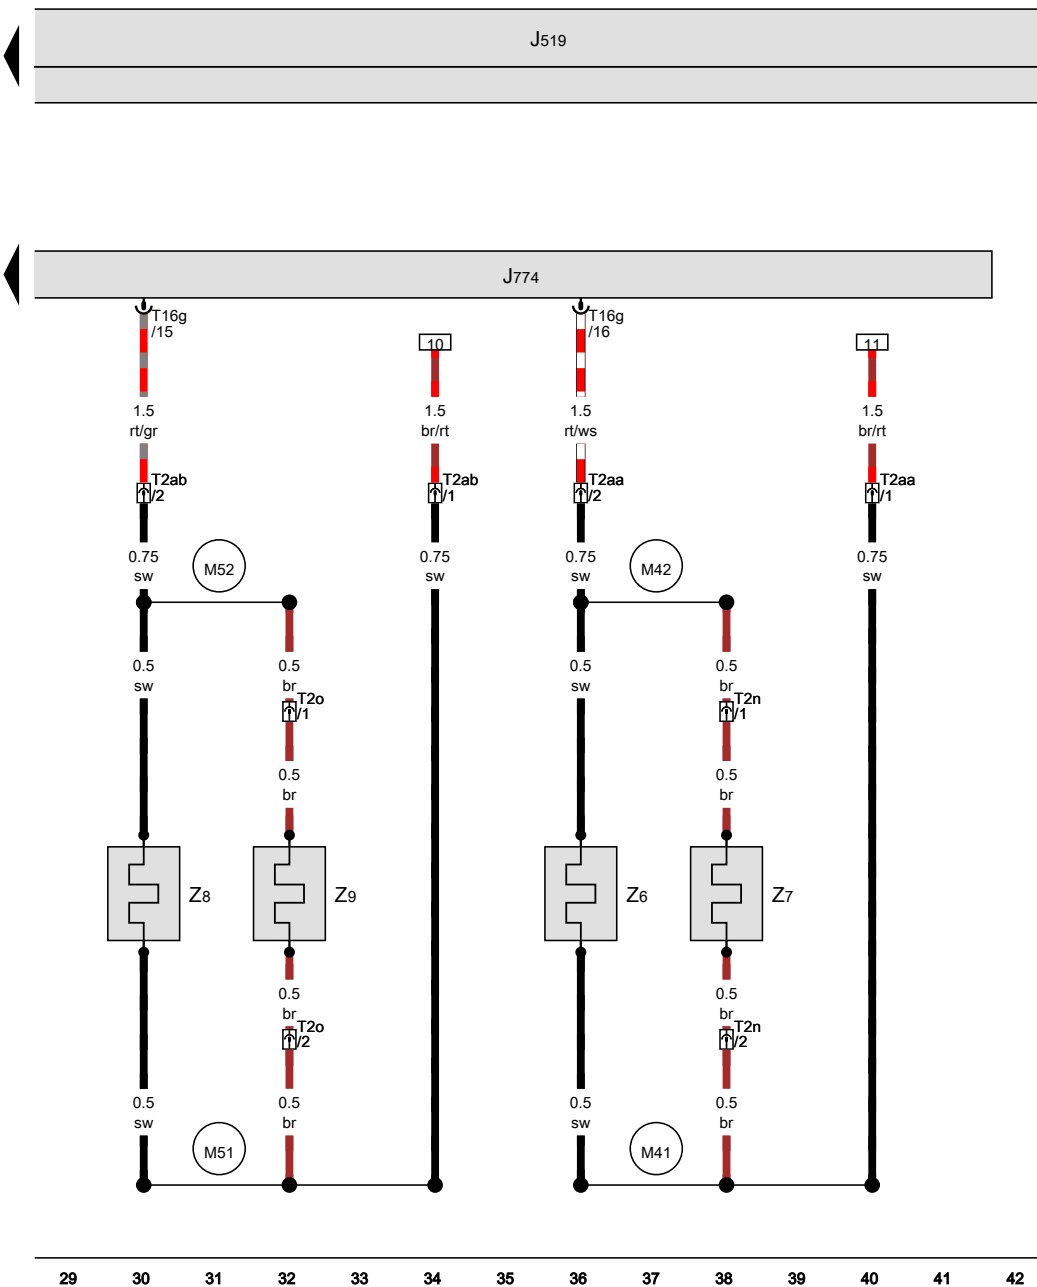 J519
J774
T16g
/15
T16g
/16
10
11
1.5
rt/gr
1.5
br/rt
1.5
rt/ws
1.5
br/rt
T2ab
/2
T2ab
/1
T2aa
/2
T2aa
/1
0.75
sw
M52
0.75
sw
0.75
sw
M42
0.75
sw
0.5
sw
0.5
br
0.5
sw
0.5
br
T2o
/1
T2n
/1
0.5
br
0.5
br
Z8
Z9
Z6
Z7
0.5
br
0.5
br
T2o
/2
T2n
/2
0.5
sw
M51
0.5
br
0.5
sw
M41
0.5
br
29 30 31 32 33 34 35 36 37 38 39 40 41 42